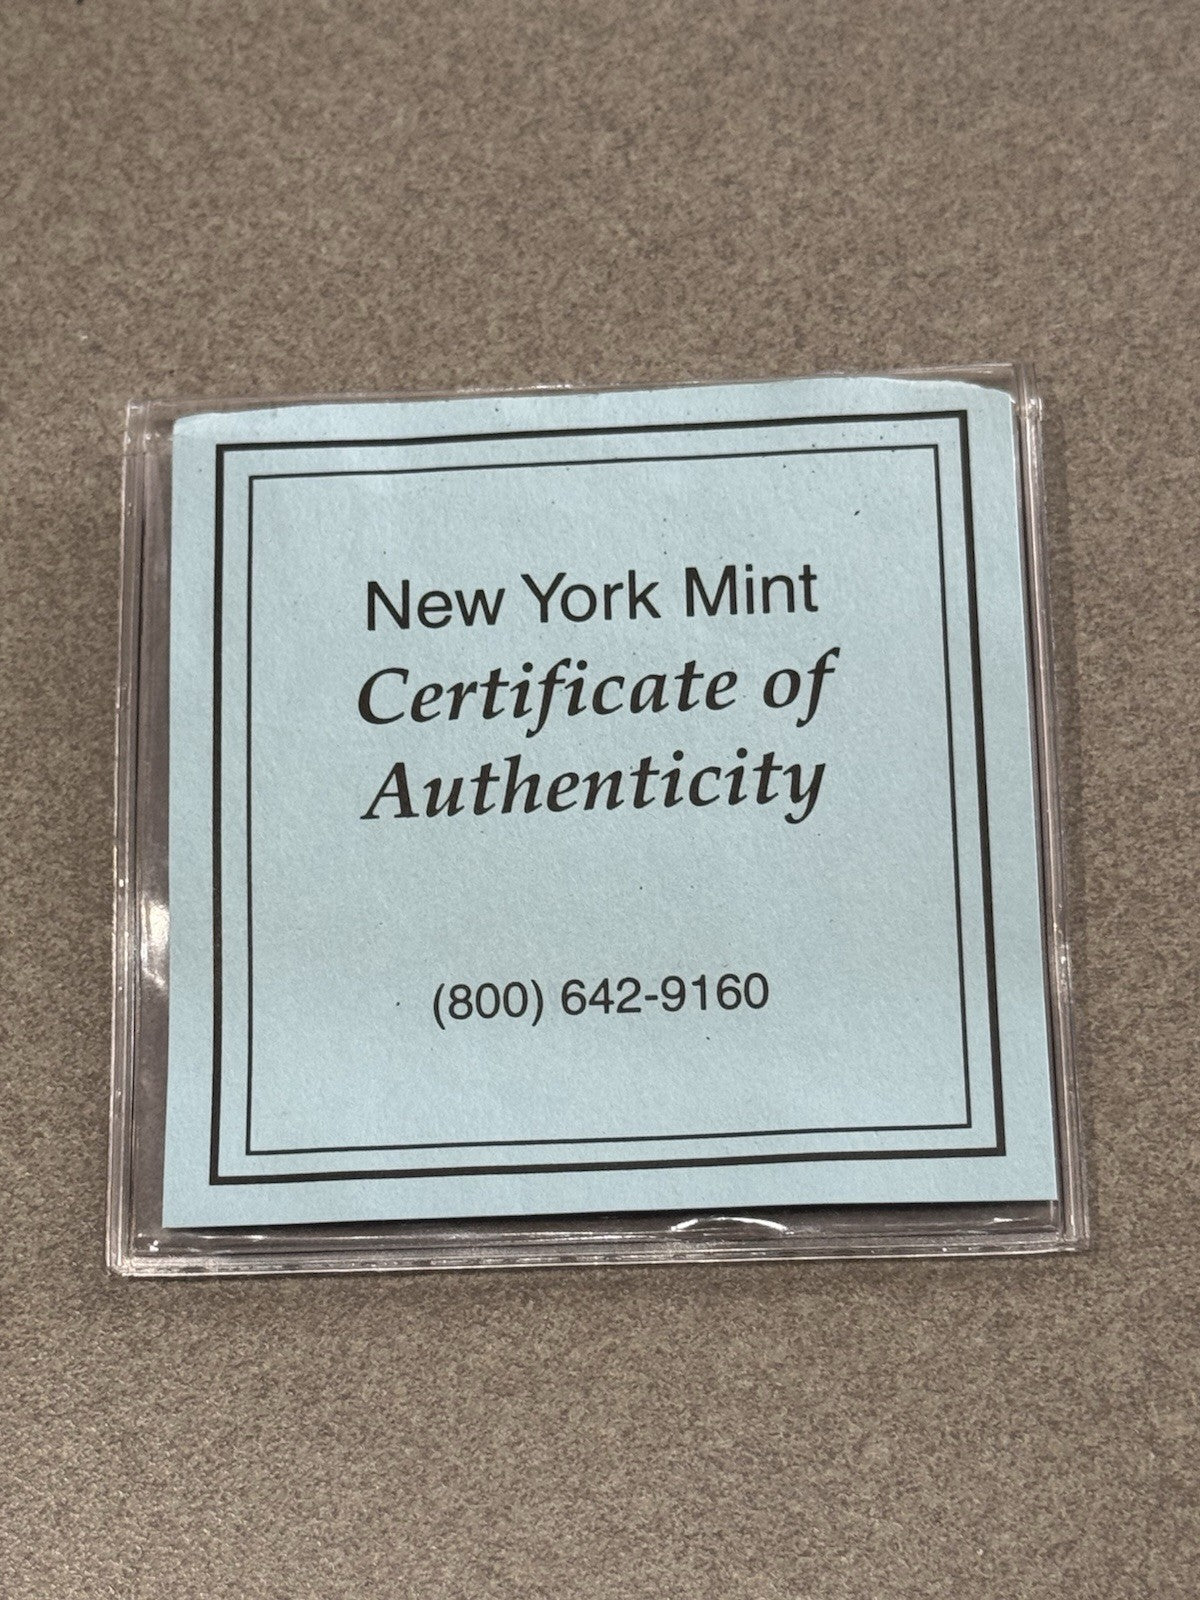 New York Mint
Certificate of
Authenticity
(800) 642-9160